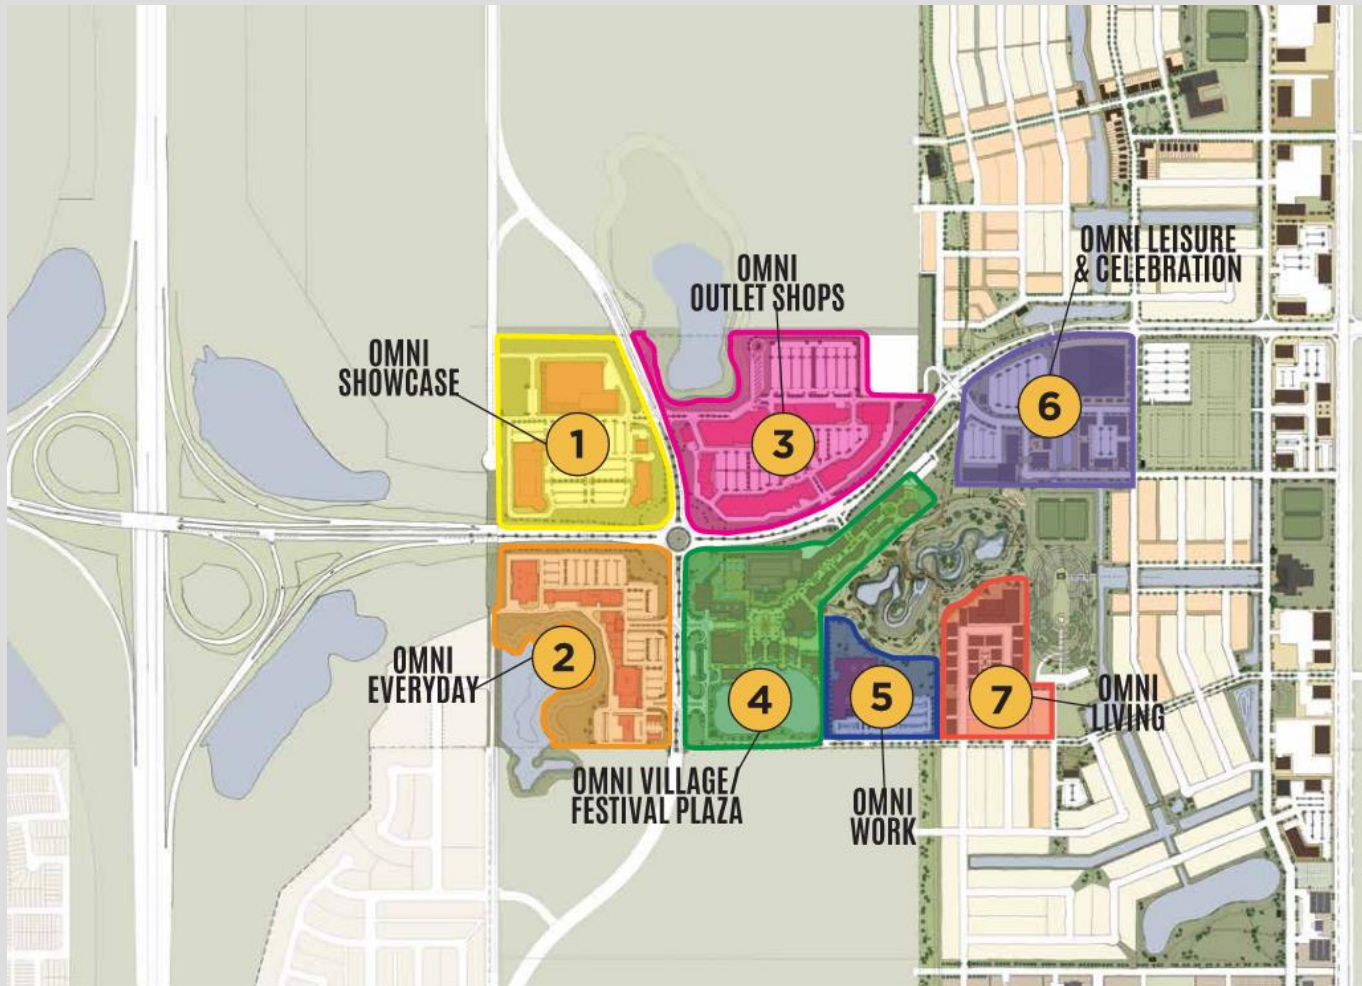 OMNI LEISURE
& CELEBRATION
OMNI
OUTLET SHOPS
OMNI
SHOWCASE
1
3
6
OMNI
EVERYDAY
2
4
5
7
OMNI
LIVING
OMNI VILLAGE/
FESTIVAL PLAZA
OMNI
WORK